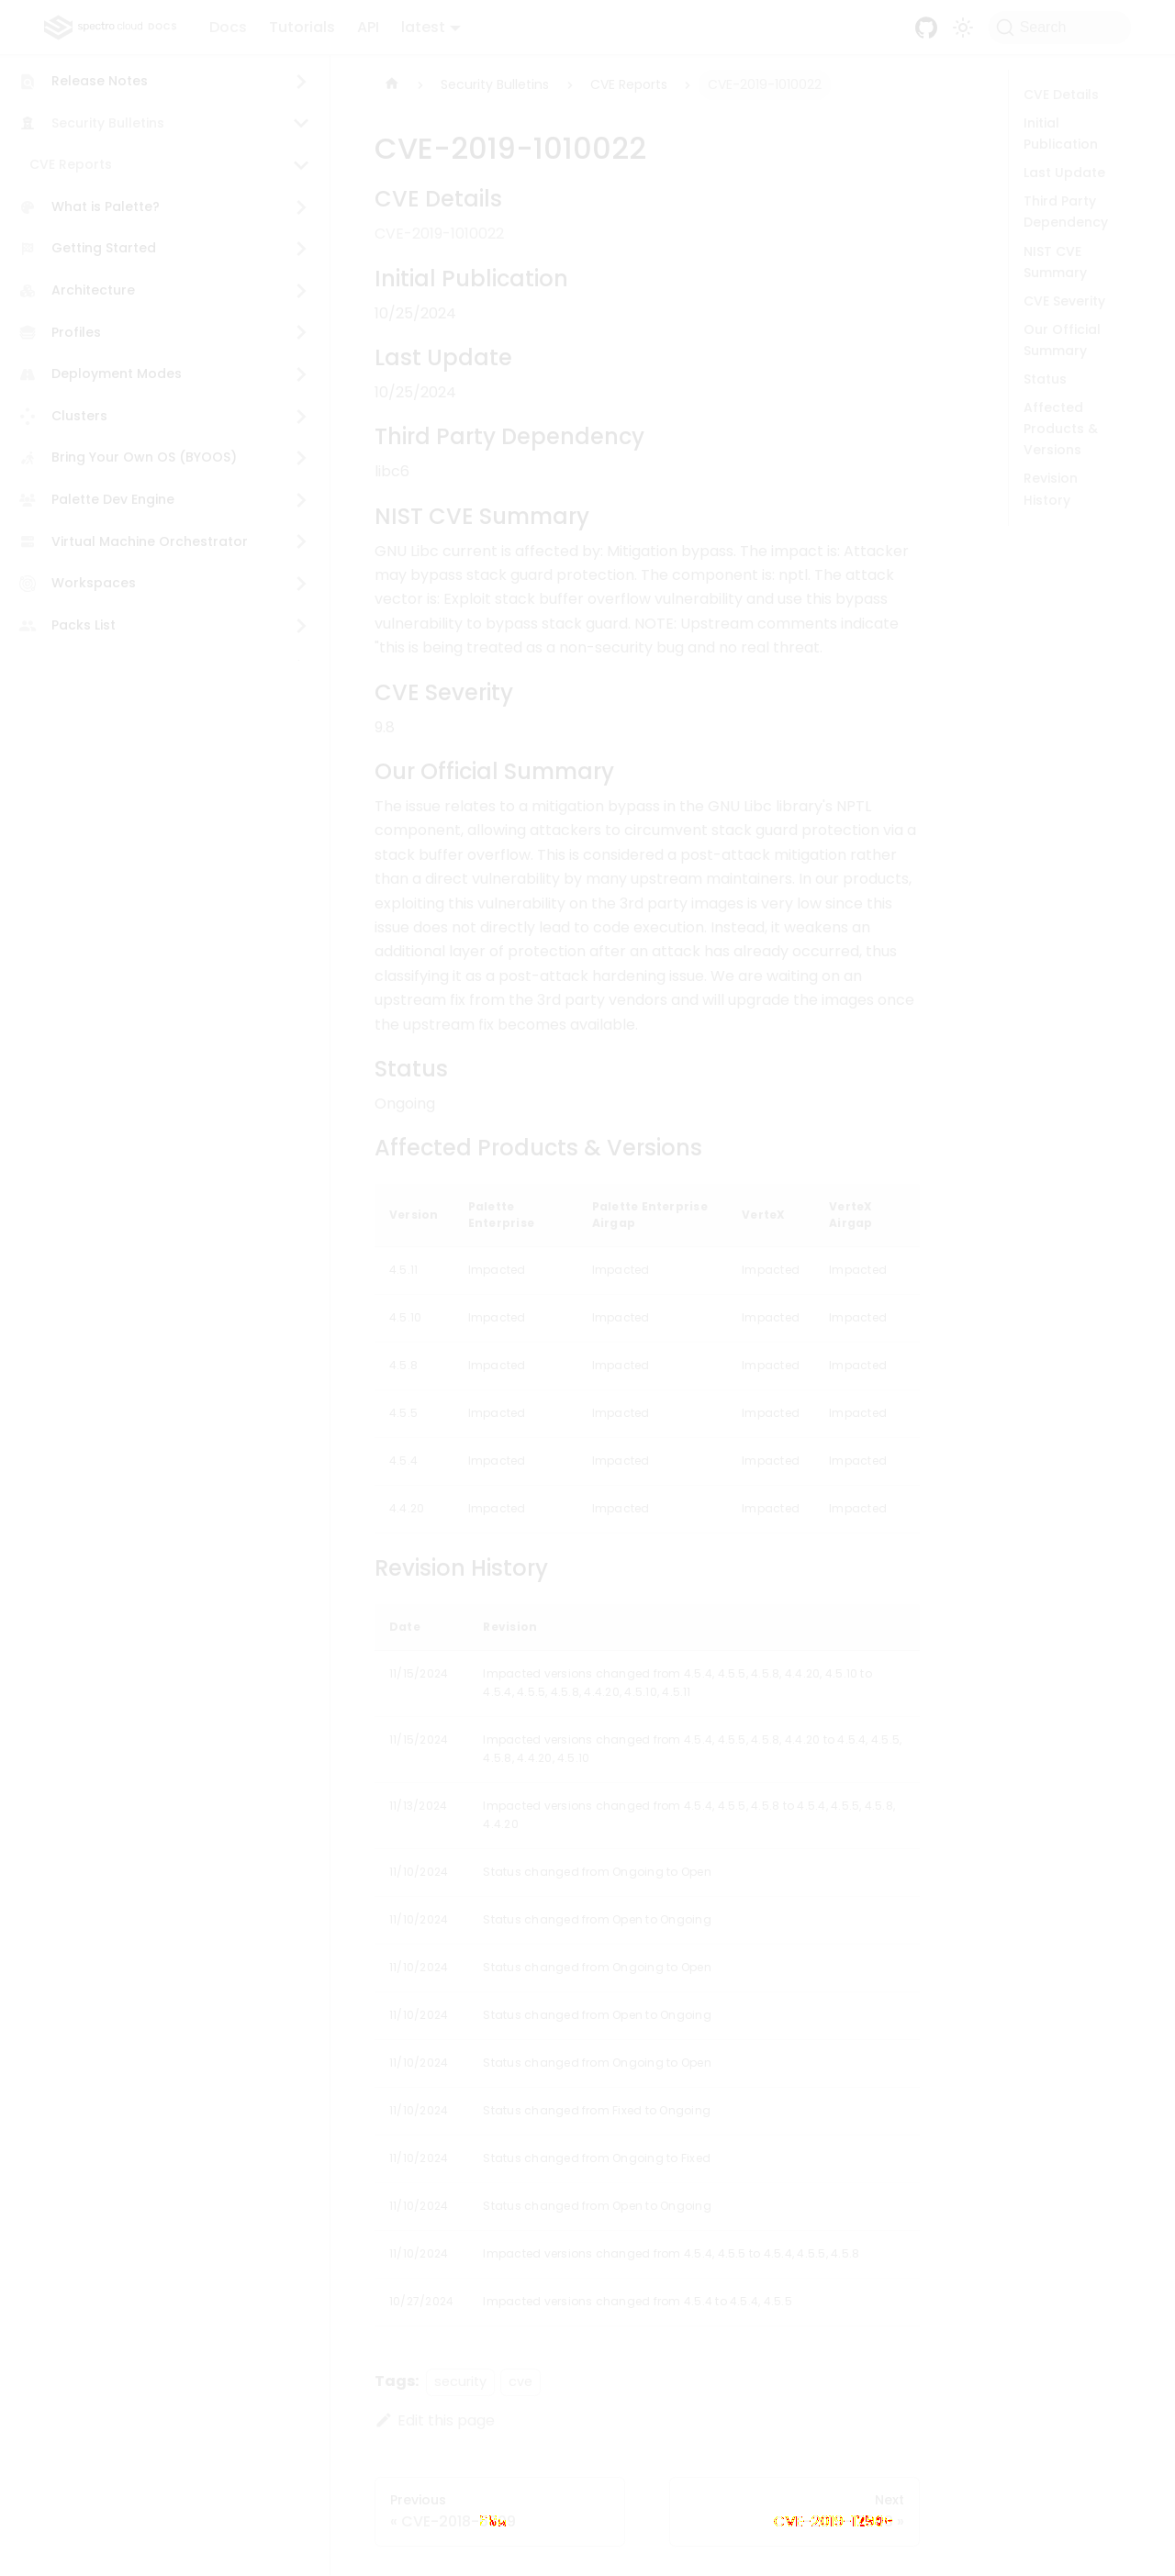 spectro cloud DOCS
Docs
Tutorials
API
latest
Search
Release Notes
Security Bulletins
CVE Reports
What is Palette?
Getting Started
Architecture
Profiles
Deployment Modes
Clusters
Bring Your Own OS (BYOOS)
Palette Dev Engine
Virtual Machine Orchestrator
Workspaces
Packs List
Security Bulletins > CVE Reports > CVE-2019-1010022
CVE-2019-1010022
CVE Details
CVE-2019-1010022
Initial Publication
10/25/2024
Last Update
10/25/2024
Third Party Dependency
libc6
NIST CVE Summary
GNU Libc current is affected by: Mitigation bypass. The impact is: Attacker
may bypass stack guard protection. The component is: nptl. The attack
vector is: Exploit stack buffer overflow vulnerability and use this bypass
vulnerability to bypass stack guard. NOTE: Upstream comments indicate
"this is being treated as a non-security bug and no real threat.
CVE Severity
9.8
Our Official Summary
The issue relates to a mitigation bypass in the GNU Libc library's NPTL
component, allowing attackers to circumvent stack guard protection via a
stack buffer overflow. This is considered a post-attack mitigation rather
than a direct vulnerability by many upstream maintainers. In our products,
exploiting this vulnerability on the 3rd party images is very low since this
issue does not directly lead to code execution. Instead, it weakens an
additional layer of protection after an attack has already occurred, thus
classifying it as a post-attack hardening issue. We are waiting on an
upstream fix from the 3rd party vendors and will upgrade the images once
the upstream fix becomes available.
Status
Ongoing
Affected Products & Versions
Version Palette Enterprise Palette Enterprise Airgap VerteX VerteX Airgap
4.5.11 Impacted Impacted Impacted Impacted
4.5.10 Impacted Impacted Impacted Impacted
4.5.8 Impacted Impacted Impacted Impacted
4.5.5 Impacted Impacted Impacted Impacted
4.5.4 Impacted Impacted Impacted Impacted
4.4.20 Impacted Impacted Impacted Impacted
Revision History
Date Revision
11/15/2024 Impacted versions changed from 4.5.4, 4.5.5, 4.5.8, 4.4.20, 4.5.10 to
4.5.4, 4.5.5, 4.5.8, 4.4.20, 4.5.10, 4.5.11
11/15/2024 Impacted versions changed from 4.5.4, 4.5.5, 4.5.8, 4.4.20 to 4.5.4, 4.5.5,
4.5.8, 4.4.20, 4.5.10
11/13/2024 Impacted versions changed from 4.5.4, 4.5.5, 4.5.8 to 4.5.4, 4.5.5, 4.5.8,
4.4.20
11/10/2024 Status changed from Ongoing to Open
11/10/2024 Status changed from Open to Ongoing
11/10/2024 Status changed from Ongoing to Open
11/10/2024 Status changed from Open to Ongoing
11/10/2024 Status changed from Ongoing to Open
11/10/2024 Status changed from Fixed to Ongoing
11/10/2024 Status changed from Ongoing to Fixed
11/10/2024 Status changed from Open to Ongoing
11/10/2024 Impacted versions changed from 4.5.4, 4.5.5 to 4.5.4, 4.5.5, 4.5.8
10/27/2024 Impacted versions changed from 4.5.4 to 4.5.4, 4.5.5
Tags: security cve
Edit this page
Previous
Next
CVE Details
Initial
Publication
Last Update
Third Party
Dependency
NIST CVE
Summary
CVE Severity
Our Official
Summary
Status
Affected
Products &
Versions
Revision
History